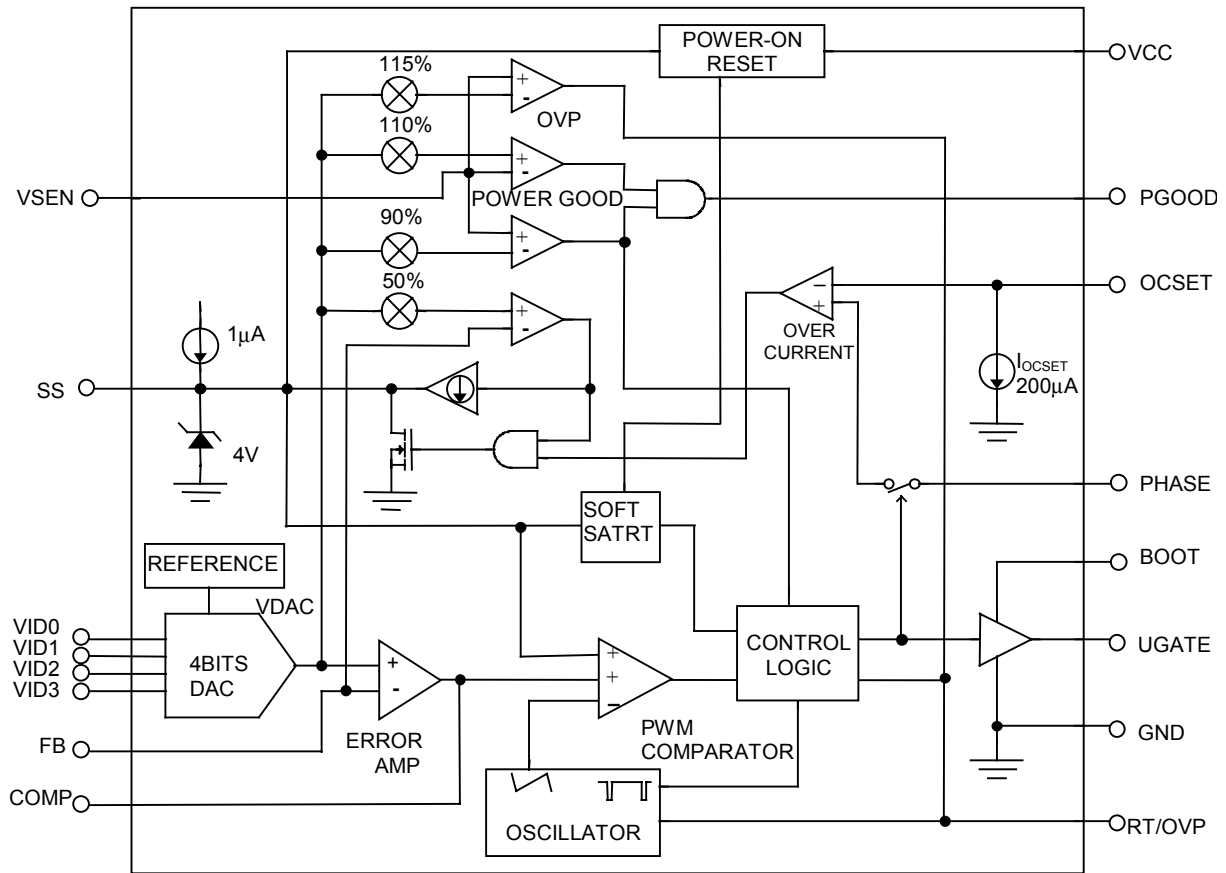 POWER-ON
RESET
VCC
115%
+
-
OVP
110%
+
-
VSEN
POWER GOOD
PGOOD
90%
+
-
50%
+
-
OCSET
−
+
OVER
CURRENT
1µA
IOCSET
200µA
SS
4V
PHASE
SOFT
SATRT
REFERENCE
BOOT
VDAC
VID0
VID1
VID2
VID3
4BITS
DAC
+
-
+
+
−
CONTROL
LOGIC
UGATE
FB
ERROR
AMP
PWM
COMPARATOR
GND
COMP
OSCILLATOR
RT/OVP